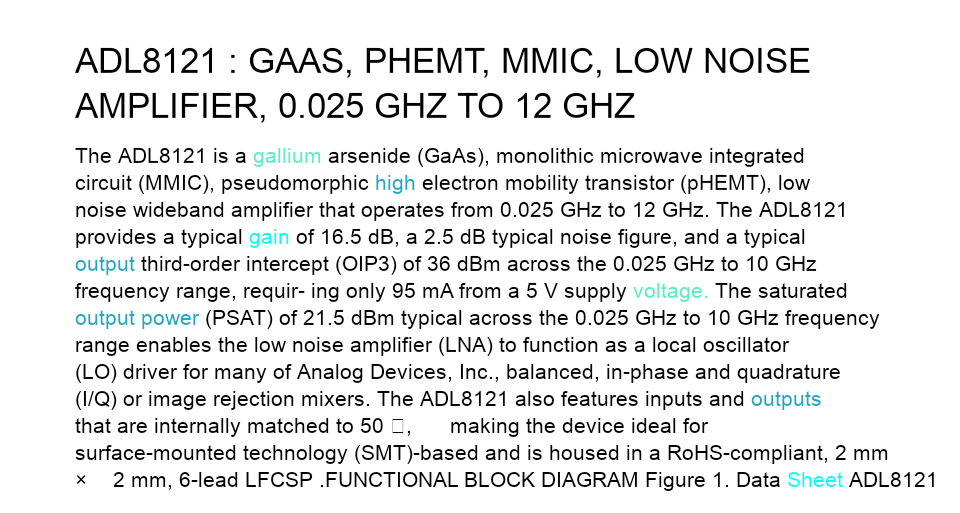 ADL8121 : GAAS, PHEMT, MMIC, LOW NOISE
AMPLIFIER, 0.025 GHZ TO 12 GHZ
The ADL8121 is a gallium arsenide (GaAs), monolithic microwave integrated
circuit (MMIC), pseudomorphic high electron mobility transistor (pHEMT), low
noise wideband amplifier that operates from 0.025 GHz to 12 GHz. The ADL8121
provides a typical gain of 16.5 dB, a 2.5 dB typical noise figure, and a typical
output third-order intercept (OIP3) of 36 dBm across the 0.025 GHz to 10 GHz
frequency range, requir- ing only 95 mA from a 5 V supply voltage. The saturated
output power (PSAT) of 21.5 dBm typical across the 0.025 GHz to 10 GHz frequency
range enables the low noise amplifier (LNA) to function as a local oscillator
(LO) driver for many of Analog Devices, Inc., balanced, in-phase and quadrature
(I/Q) or image rejection mixers. The ADL8121 also features inputs and outputs
that are internally matched to 50 □, making the device ideal for
surface-mounted technology (SMT)-based and is housed in a RoHS-compliant, 2 mm
× 2 mm, 6-lead LFCSP .FUNCTIONAL BLOCK DIAGRAM Figure 1. Data Sheet ADL8121